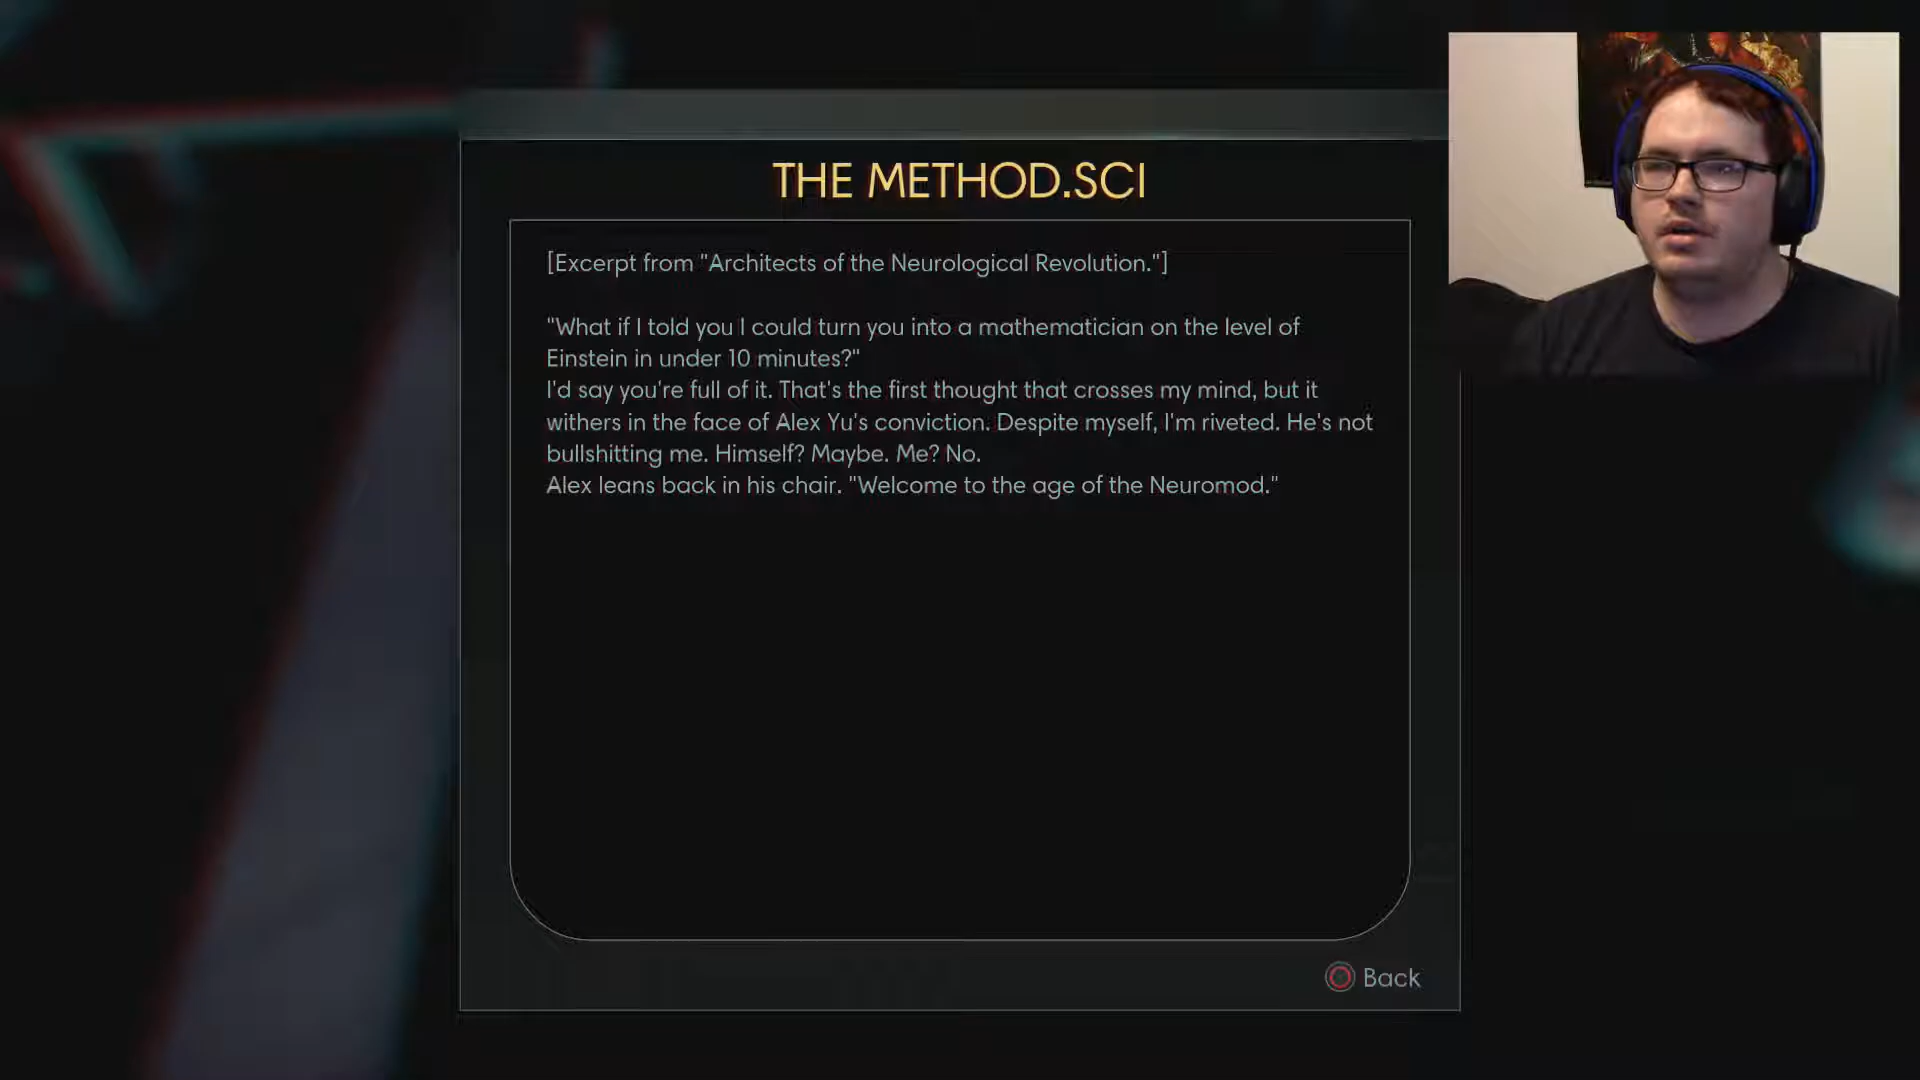 THE METHOD.SCI
[Excerpt from "Architects of the Neurological Revolution."]
"What if I told you I could turn you into a mathematician on the level of
Einstein in under 10 minutes?"
I'd say you're full of it. That's the first thought that crosses my mind, but it
withers in the face of Alex Yu's conviction. Despite myself, I'm riveted. He's not
bullshitting me. Himself? Maybe. Me? No.
Alex leans back in his chair. "Welcome to the age of the Neuromod."
Back